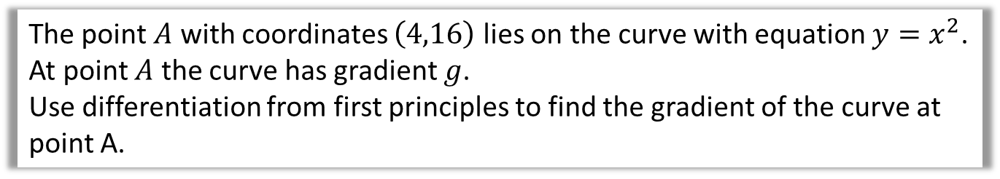 The point A with coordinates (4,16) lies on the curve with equation y = x².
At point A the curve has gradient g.
Use differentiation from first principles to find the gradient of the curve at
point A.